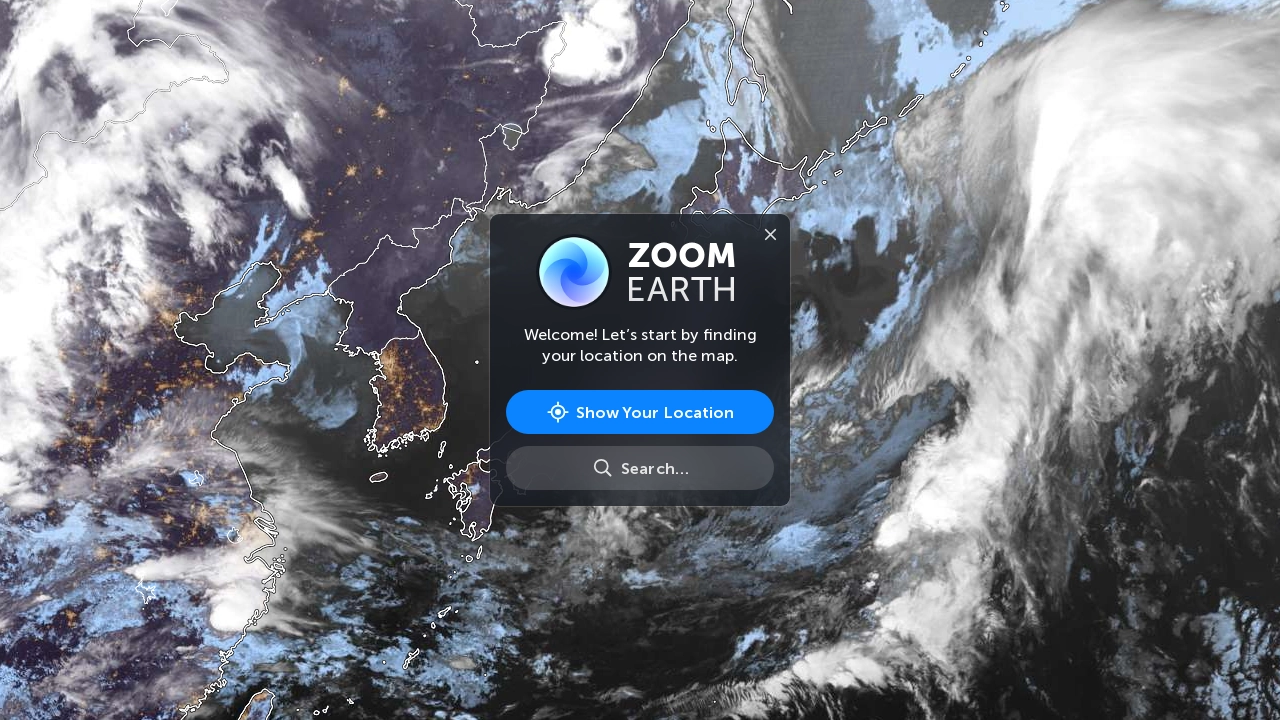 ZOOM
EARTH
Welcome! Let’s start by finding
your location on the map.
Show Your Location
Search…